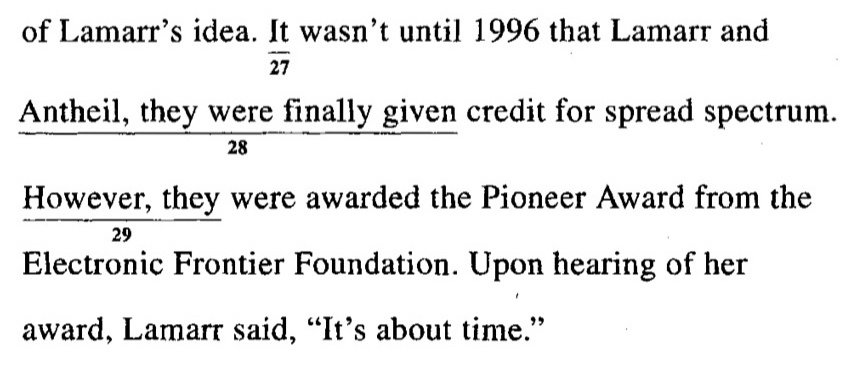 of Lamarr's idea. It wasn't until 1996 that Lamarr and
27
Antheil, they were finally given credit for spread spectrum.
28
However, they were awarded the Pioneer Award from the
29
Electronic Frontier Foundation. Upon hearing of her
award, Lamarr said, “It's about time.”